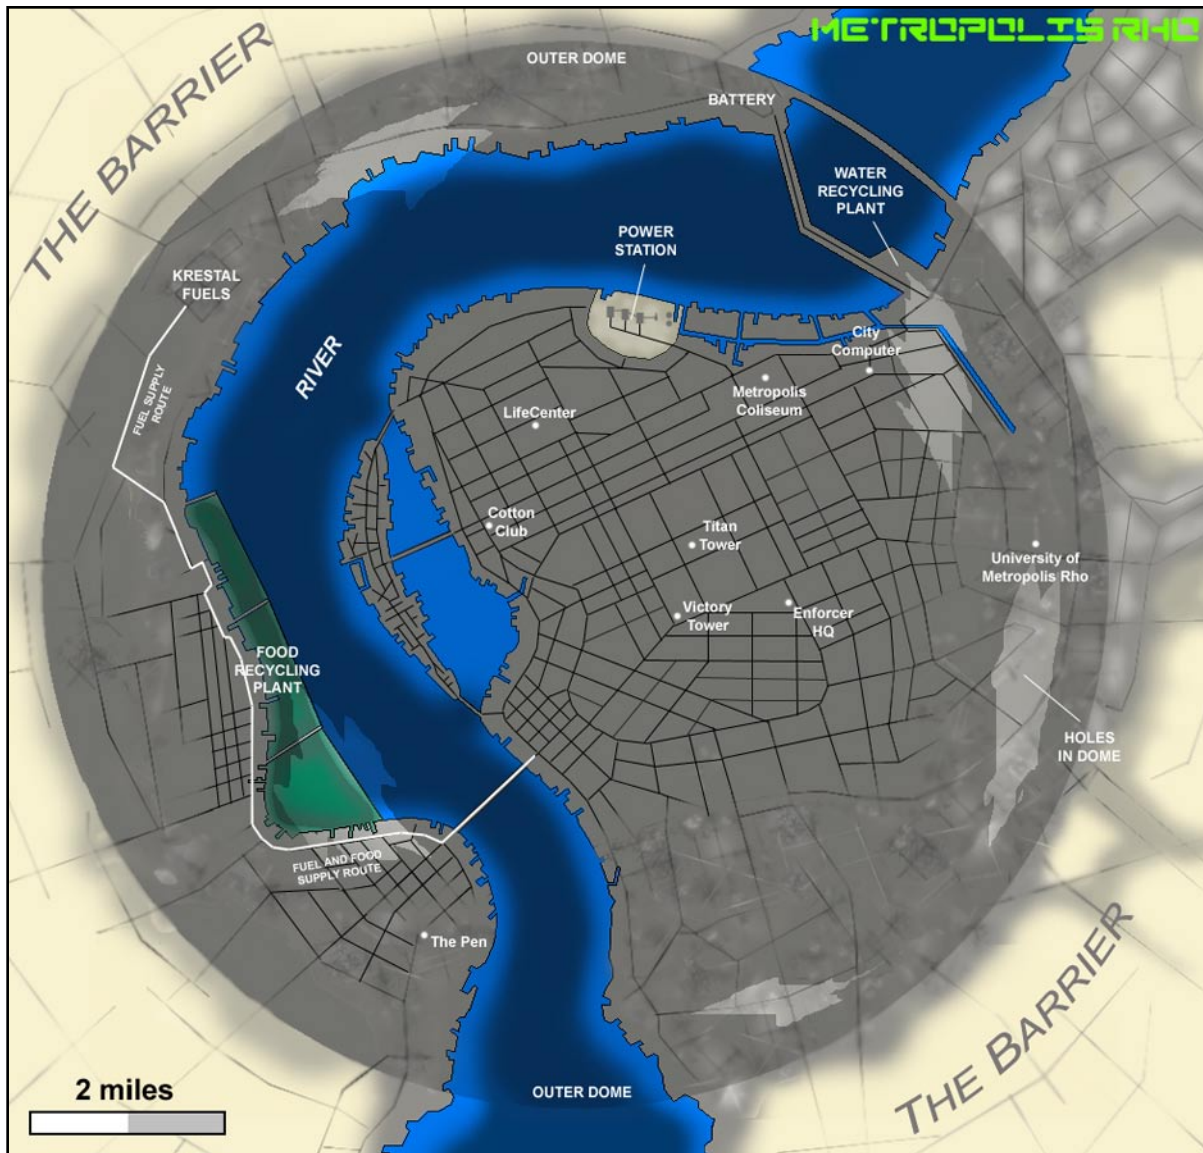 METROPOLIS RHO
OUTER DOME
THE BARRIER
BATTERY
WATER
RECYCLING
PLANT
POWER
STATION
KRESTAL
FUELS
RIVER
City
Computer
FUEL SUPPLY
ROUTE
Metropolis
Coliseum
LifeCenter
Cotton
Club
Titan
Tower
University of
Metropolis Rho
Victory
Tower
Enforcer
HQ
FOOD
RECYCLING
PLANT
HOLES
IN DOME
FUEL AND FOOD
SUPPLY ROUTE
The Pen
THE BARRIER
2 miles
OUTER DOME